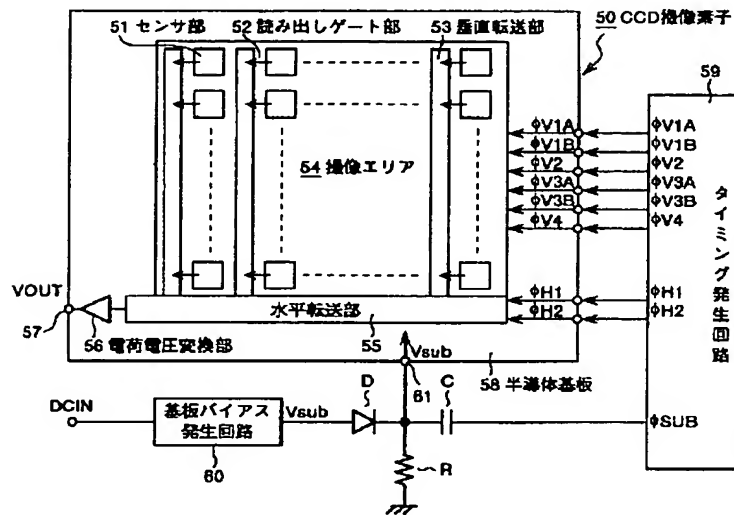 51 センサ部
52 読み出しゲート部
53 垂直転送部
50 CCD撮像素子
59
54 撮像エリア
ϕV1A
ϕV1B
ϕV2
ϕV3A
ϕV3B
ϕV4
ϕV1A
ϕV1B
ϕV2
ϕV3A
ϕV3B
ϕV4
タイミング発生回路
VOUT
57
56 電荷電圧変換部
水平転送部
55
ϕH1
ϕH2
ϕH1
ϕH2
Vsub
61
58 半導体基板
DCIN
基板バイアス
発生回路
60
Vsub
D
C
R
ϕSUB